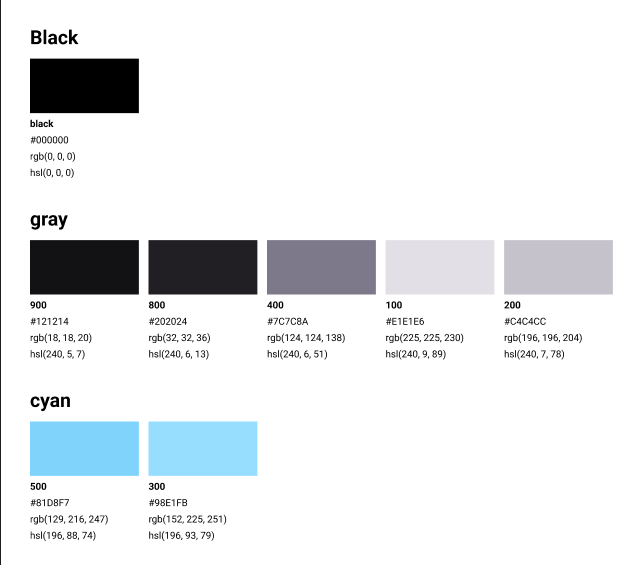 Black
black
#000000
rgb(0, 0, 0)
hsl(0, 0, 0)
gray
900 800 400 100 200
#121214 #202024 #7C7C8A #E1E1E6 #C4C4CC
rgb(18, 18, 20) rgb(32, 32, 36) rgb(124, 124, 138) rgb(225, 225, 230) rgb(196, 196, 204)
hsl(240, 5, 7) hsl(240, 6, 13) hsl(240, 6, 51) hsl(240, 9, 89) hsl(240, 7, 78)
cyan
500 300
#81D8F7 #98E1FB
rgb(129, 216, 247) rgb(152, 225, 251)
hsl(196, 88, 74) hsl(196, 93, 79)